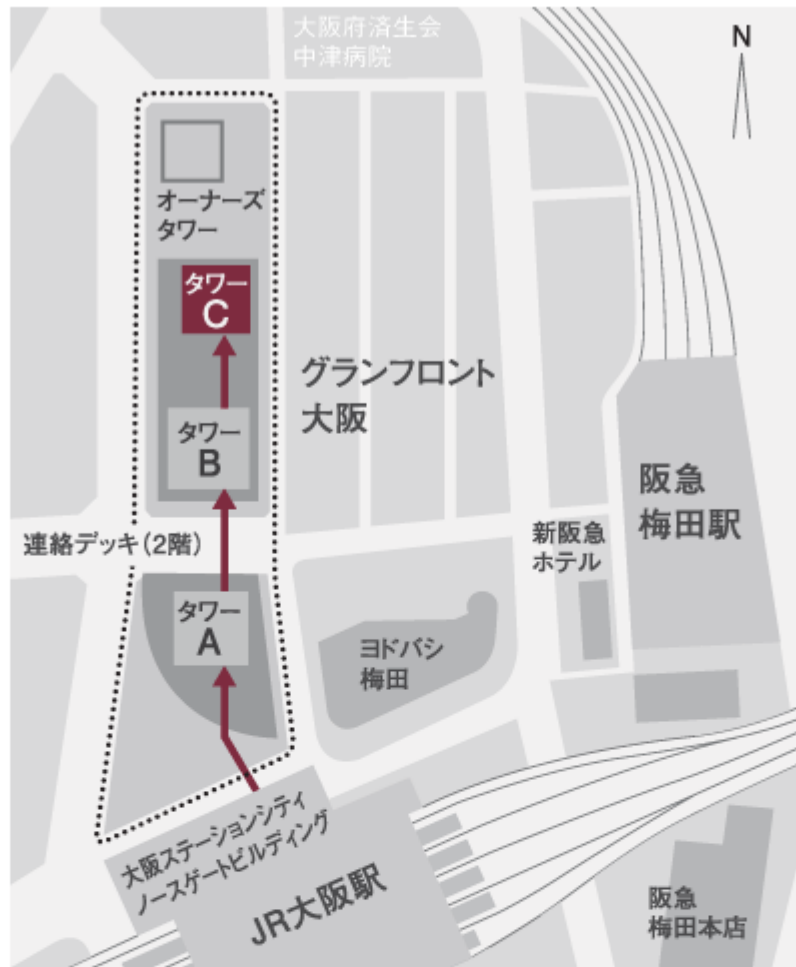 大阪府済生会
中津病院
N
オーナーズ
タワー
タワー
C
グランフロント
大阪
タワー
B
阪急
梅田駅
連絡デッキ(2階)
新阪急
ホテル
タワー
A
ヨドバシ
梅田
大阪ステーションシティ
ノースゲートビルディング
JR大阪駅
阪急
梅田本店